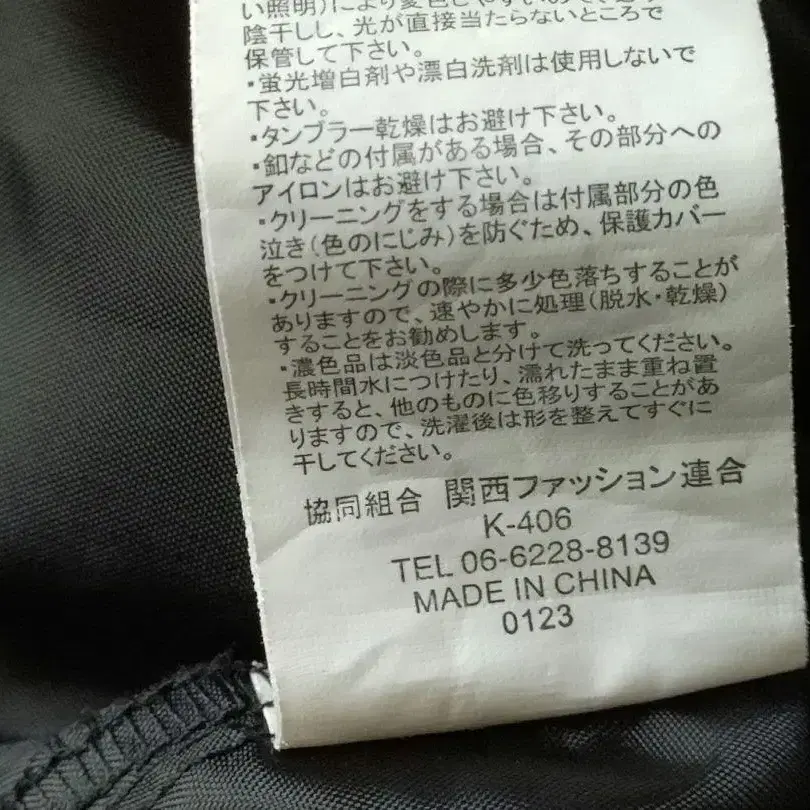 い照明)により変色し
陰干しし、光が直接当たらないところで
保管して下さい。
・蛍光増白剤や漂白洗剤は使用しないで
下さい。
・タンブラー乾燥はお避け下さい。
・釦などの付属がある場合、その部分への
アイロンはお避け下さい。
・クリーニングをする場合は付属部分の色
泣き(色のにじみ)を防ぐため、保護カバー
をつけて下さい。
・クリーニングの際に多少色落ちすることが
ありますので、速やかに処理(脱水・乾燥)
することをお勧めします。
・濃色品は淡色品と分けて洗ってください。
長時間水につけたり、濡れたまま重ね置
きすると、他のものに色移りすることがあ
りますので、洗濯後は形を整えてすぐに
干してください。
協同組合 関西ファッション連合
K-406
TEL 06-6228-8139
MADE IN CHINA
0123